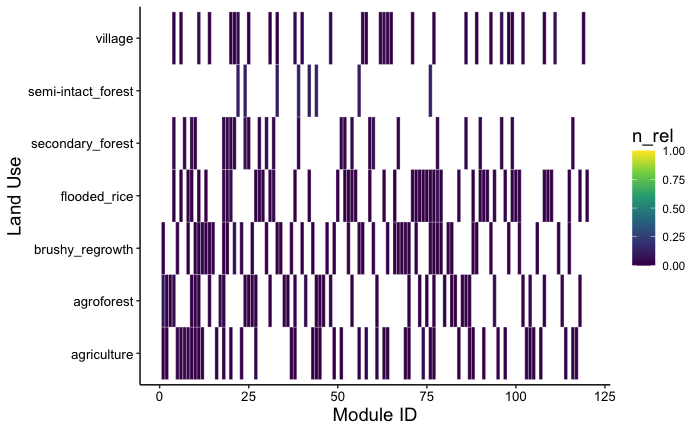 village
semi-intact_forest
secondary_forest
flooded_rice
brushy_regrowth
agroforest
agriculture
Land Use
0
25
50
75
100
125
Module ID
n_rel
1.00
0.75
0.50
0.25
0.00